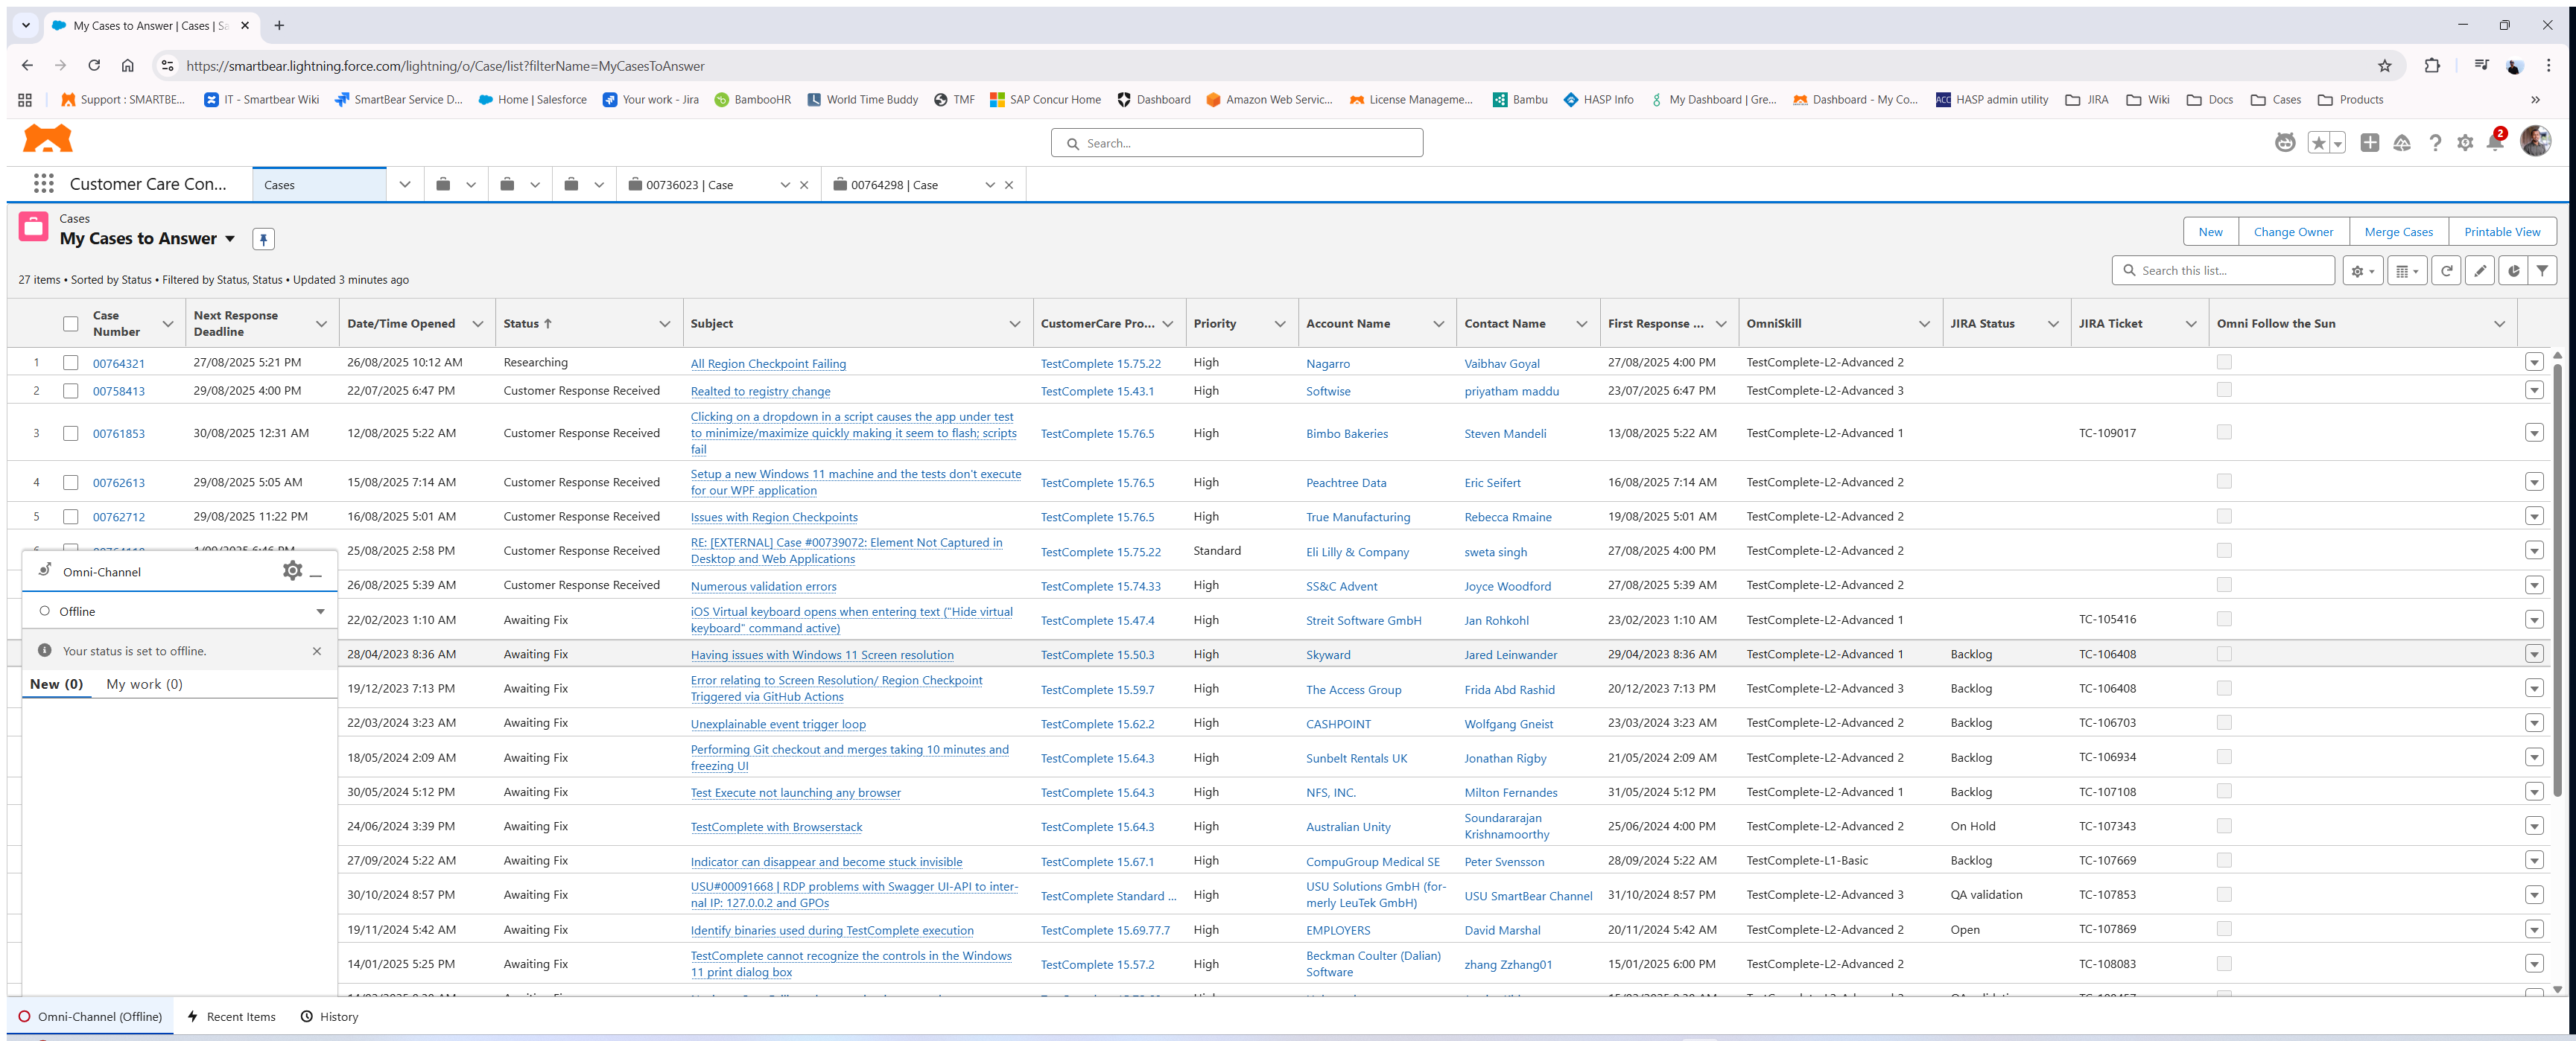 My Cases to Answer | Cases | Sa
https://smartbear.lightning.force.com/lightning/o/Case/list?filterName=MyCasesToAnswer
Support : SMARTBE... IT - Smartbear Wiki SmartBear Service D... Home | Salesforce Your work - Jira BambooHR World Time Buddy TMF SAP Concur Home Dashboard Amazon Web Servic... License Manageme... Bambu HASP Info My Dashboard | Gre... Dashboard - My Co... ACC HASP admin utility JIRA Wiki Docs Cases Products
Search... 2
Customer Care Con... Cases 00736023 | Case 00764298 | Case
Cases
My Cases to Answer New Change Owner Merge Cases Printable View
27 items • Sorted by Status • Filtered by Status, Status • Updated 3 minutes ago Search this list...
Case Number Next Response Deadline Date/Time Opened Status ↑ Subject CustomerCare Pro... Priority Account Name Contact Name First Response ... OmniSkill JIRA Status JIRA Ticket Omni Follow the Sun
1 00764321 27/08/2025 5:21 PM 26/08/2025 10:12 AM Researching All Region Checkpoint Failing TestComplete 15.75.22 High Nagarro Vaibhav Goyal 27/08/2025 4:00 PM TestComplete-L2-Advanced 2
2 00758413 29/08/2025 4:00 PM 22/07/2025 6:47 PM Customer Response Received Realted to registry change TestComplete 15.43.1 High Softwise priyatham maddu 23/07/2025 6:47 PM TestComplete-L2-Advanced 3
Clicking on a dropdown in a script causes the app under test
3 00761853 30/08/2025 12:31 AM 12/08/2025 5:22 AM Customer Response Received to minimize/maximize quickly making it seem to flash; scripts TestComplete 15.76.5 High Bimbo Bakeries Steven Mandeli 13/08/2025 5:22 AM TestComplete-L2-Advanced 1 TC-109017
fail
Setup a new Windows 11 machine and the tests don't execute
4 00762613 29/08/2025 5:05 AM 15/08/2025 7:14 AM Customer Response Received for our WPF application TestComplete 15.76.5 High Peachtree Data Eric Seifert 16/08/2025 7:14 AM TestComplete-L2-Advanced 2
5 00762712 29/08/2025 11:22 PM 16/08/2025 5:01 AM Customer Response Received Issues with Region Checkpoints TestComplete 15.76.5 High True Manufacturing Rebecca Rmaine 19/08/2025 5:01 AM TestComplete-L2-Advanced 2
RE: [EXTERNAL] Case #00739072: Element Not Captured in
25/08/2025 2:58 PM Customer Response Received Desktop and Web Applications TestComplete 15.75.22 Standard Eli Lilly & Company sweta singh 27/08/2025 4:00 PM TestComplete-L2-Advanced 2
26/08/2025 5:39 AM Customer Response Received Numerous validation errors TestComplete 15.74.33 High SS&C Advent Joyce Woodford 27/08/2025 5:39 AM TestComplete-L2-Advanced 2
iOS Virtual keyboard opens when entering text ("Hide virtual
22/02/2023 1:10 AM Awaiting Fix keyboard" command active) TestComplete 15.47.4 High Streit Software GmbH Jan Rohkohl 23/02/2023 1:10 AM TestComplete-L2-Advanced 1 TC-105416
28/04/2023 8:36 AM Awaiting Fix Having issues with Windows 11 Screen resolution TestComplete 15.50.3 High Skyward Jared Leinwander 29/04/2023 8:36 AM TestComplete-L2-Advanced 1 Backlog TC-106408
Error relating to Screen Resolution/ Region Checkpoint
19/12/2023 7:13 PM Awaiting Fix Triggered via GitHub Actions TestComplete 15.59.7 High The Access Group Frida Abd Rashid 20/12/2023 7:13 PM TestComplete-L2-Advanced 3 Backlog TC-106408
22/03/2024 3:23 AM Awaiting Fix Unexplainable event trigger loop TestComplete 15.62.2 High CASHPOINT Wolfgang Gneist 23/03/2024 3:23 AM TestComplete-L2-Advanced 2 Backlog TC-106703
Performing Git checkout and merges taking 10 minutes and
18/05/2024 2:09 AM Awaiting Fix freezing UI TestComplete 15.64.3 High Sunbelt Rentals UK Jonathan Rigby 21/05/2024 2:09 AM TestComplete-L2-Advanced 2 Backlog TC-106934
30/05/2024 5:12 PM Awaiting Fix Test Execute not launching any browser TestComplete 15.64.3 High NFS, INC. Milton Fernandes 31/05/2024 5:12 PM TestComplete-L2-Advanced 1 Backlog TC-107108
24/06/2024 3:39 PM Awaiting Fix TestComplete with Browserstack TestComplete 15.64.3 High Australian Unity Soundararajan Krishnamoorthy 25/06/2024 4:00 PM TestComplete-L2-Advanced 2 On Hold TC-107343
27/09/2024 5:22 AM Awaiting Fix Indicator can disappear and become stuck invisible TestComplete 15.67.1 High CompuGroup Medical SE Peter Svensson 28/09/2024 5:22 AM TestComplete-L1-Basic Backlog TC-107669
USU#00091668 | RDP problems with Swagger UI-API to inter- USU Solutions GmbH (for-
30/10/2024 8:57 PM Awaiting Fix nal IP: 127.0.0.2 and GPOs TestComplete Standard ... High merly LeuTek GmbH) USU SmartBear Channel 31/10/2024 8:57 PM TestComplete-L2-Advanced 3 QA validation TC-107853
19/11/2024 5:42 AM Awaiting Fix Identify binaries used during TestComplete execution TestComplete 15.69.77.7 High EMPLOYERS David Marshal 20/11/2024 5:42 AM TestComplete-L2-Advanced 2 Open TC-107869
TestComplete cannot recognize the controls in the Windows Beckman Coulter (Dalian)
14/01/2025 5:25 PM Awaiting Fix 11 print dialog box TestComplete 15.57.2 High Software zhang Zzhang01 15/01/2025 6:00 PM TestComplete-L2-Advanced 2 TC-108083
Omni-Channel
Offline
Your status is set to offline.
New (0) My work (0)
Omni-Channel (Offline) Recent Items History